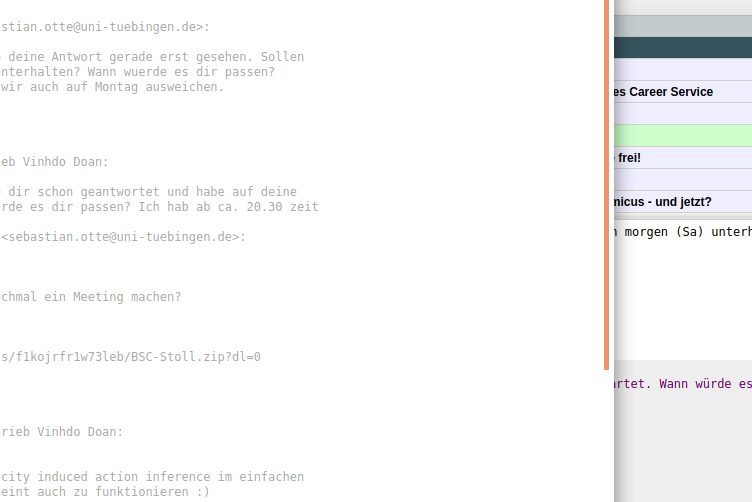 stian.otte@uni-tuebingen.de>:
deine Antwort gerade erst gesehen. Sollen
nterhalten? Wann wuerde es dir passen?
wir auch auf Montag ausweichen.
eb Vinhdo Doan:
dir schon geantwortet und habe auf deine
rde es dir passen? Ich hab ab ca. 20.30 zeit
<sebastian.otte@uni-tuebingen.de>:
chmal ein Meeting machen?
s/f1kojrfr1w73leb/BSC-Stoll.zip?dl=0
rieb Vinhdo Doan:
city induced action inference im einfachen
eint auch zu funktionieren :)
es Career Service
frei!
micus - und jetzt?
n morgen (Sa) unterh
artet. Wann würde es